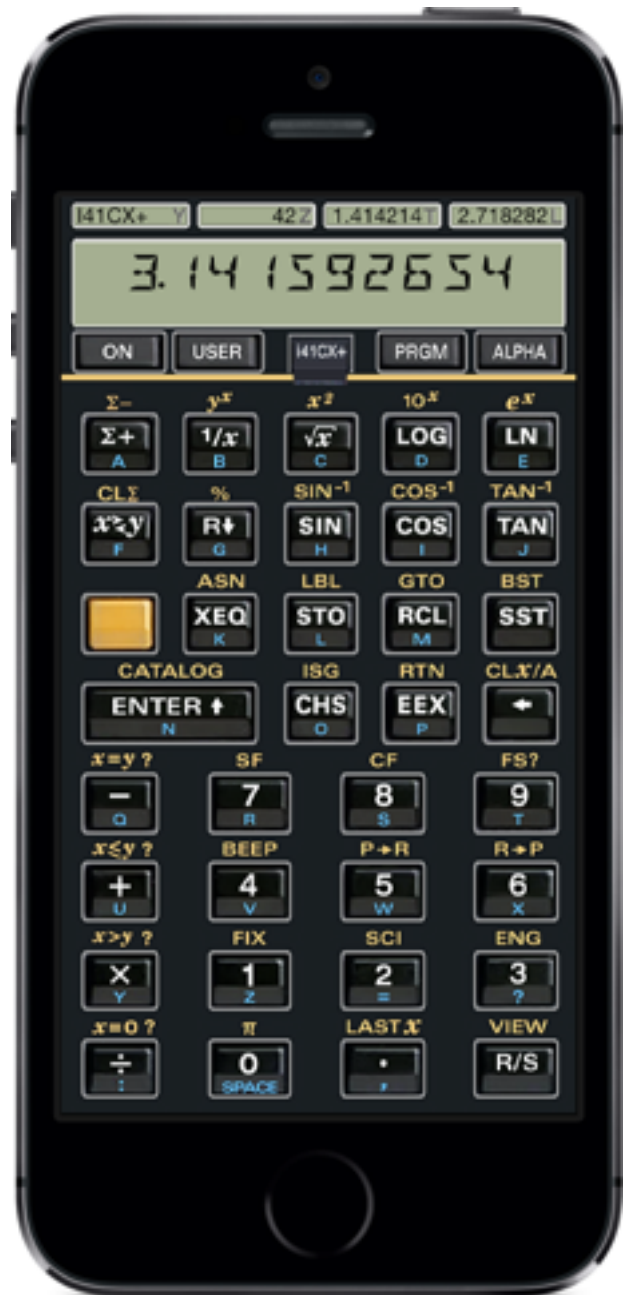 I41CX+ Y 42 Z 1.414214 T 2.718282 L
3.141592654
ON USER I41CX+ PRGM ALPHA
Σ− yˣ x² 10ˣ eˣ
Σ+ 1/x √x LOG LN
A B C D E
CLΣ % SIN⁻¹ COS⁻¹ TAN⁻¹
x≷y R↓ SIN COS TAN
F G H I J
ASN LBL GTO BST
XEQ STO RCL SST
K L M
CATALOG ISG RTN CLX/A
ENTER ↑ CHS EEX ←
N O P
x=y ? SF CF FS?
− 7 8 9
Q R S T
x≤y ? BEEP P→R R→P
+ 4 5 6
U V W X
x>y ? FIX SCI ENG
× 1 2 3
Y Z = ?
x=0 ? π LAST X VIEW
÷ 0 · R/S
: SPACE ,